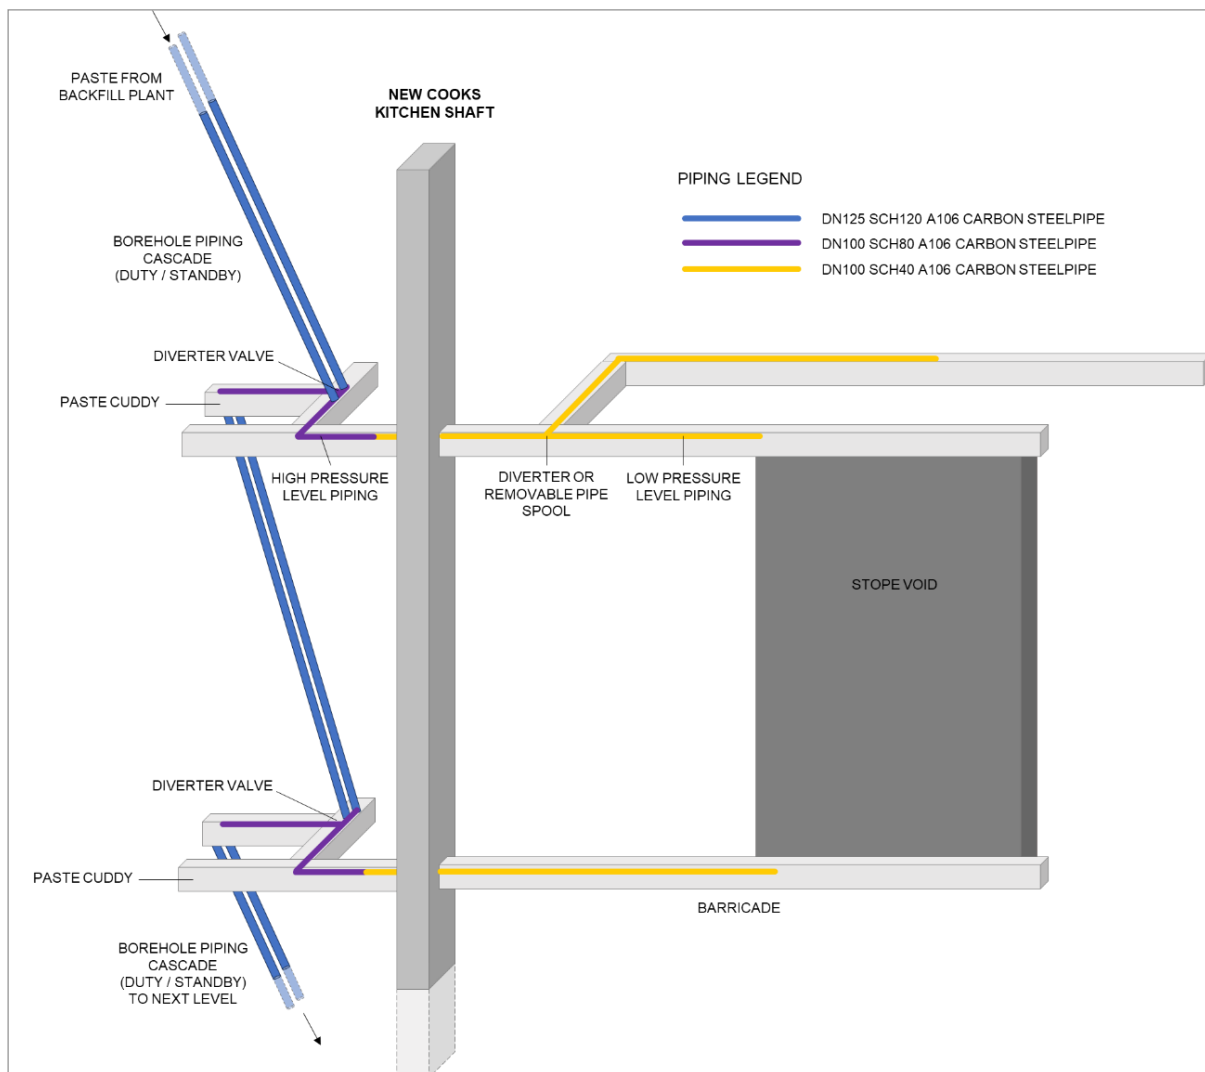 PASTE FROM
BACKFILL PLANT
NEW COOKS
KITCHEN SHAFT
PIPING LEGEND
DN125 SCH120 A106 CARBON STEELPIPE
DN100 SCH80 A106 CARBON STEELPIPE
DN100 SCH40 A106 CARBON STEELPIPE
BOREHOLE PIPING
CASCADE
(DUTY / STANDBY)
DIVERTER VALVE
PASTE CUDDY
HIGH PRESSURE
LEVEL PIPING
DIVERTER OR
REMOVABLE PIPE
SPOOL
LOW PRESSURE
LEVEL PIPING
STOPE VOID
DIVERTER VALVE
PASTE CUDDY
BARRICADE
BOREHOLE PIPING
CASCADE
(DUTY / STANDBY)
TO NEXT LEVEL